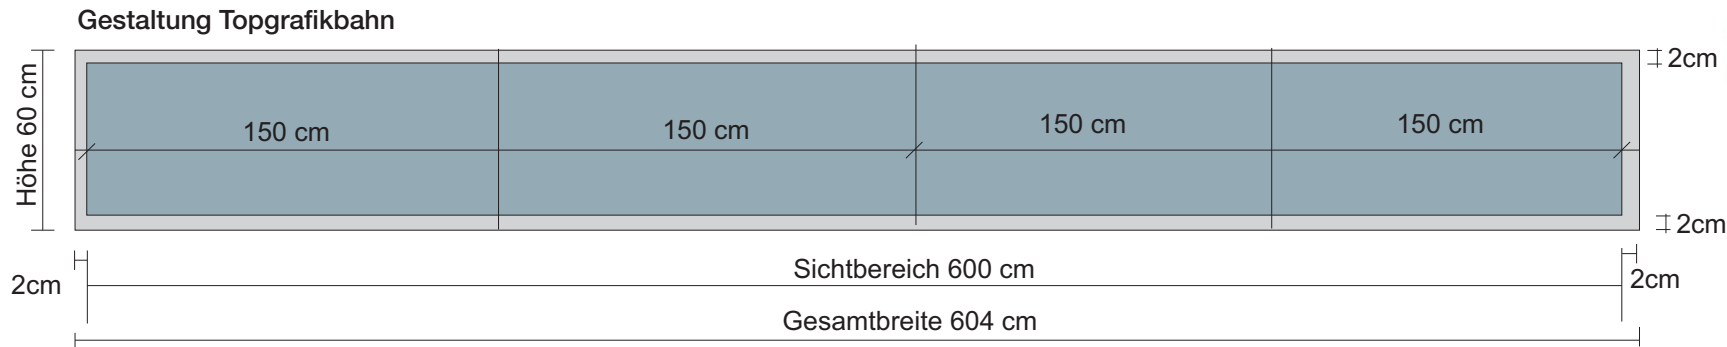 Gestaltung Topgrafikbahn
2cm
Höhe 60 cm
150 cm
150 cm
150 cm
150 cm
2cm
2cm
Sichtbereich 600 cm
2cm
Gesamtbreite 604 cm